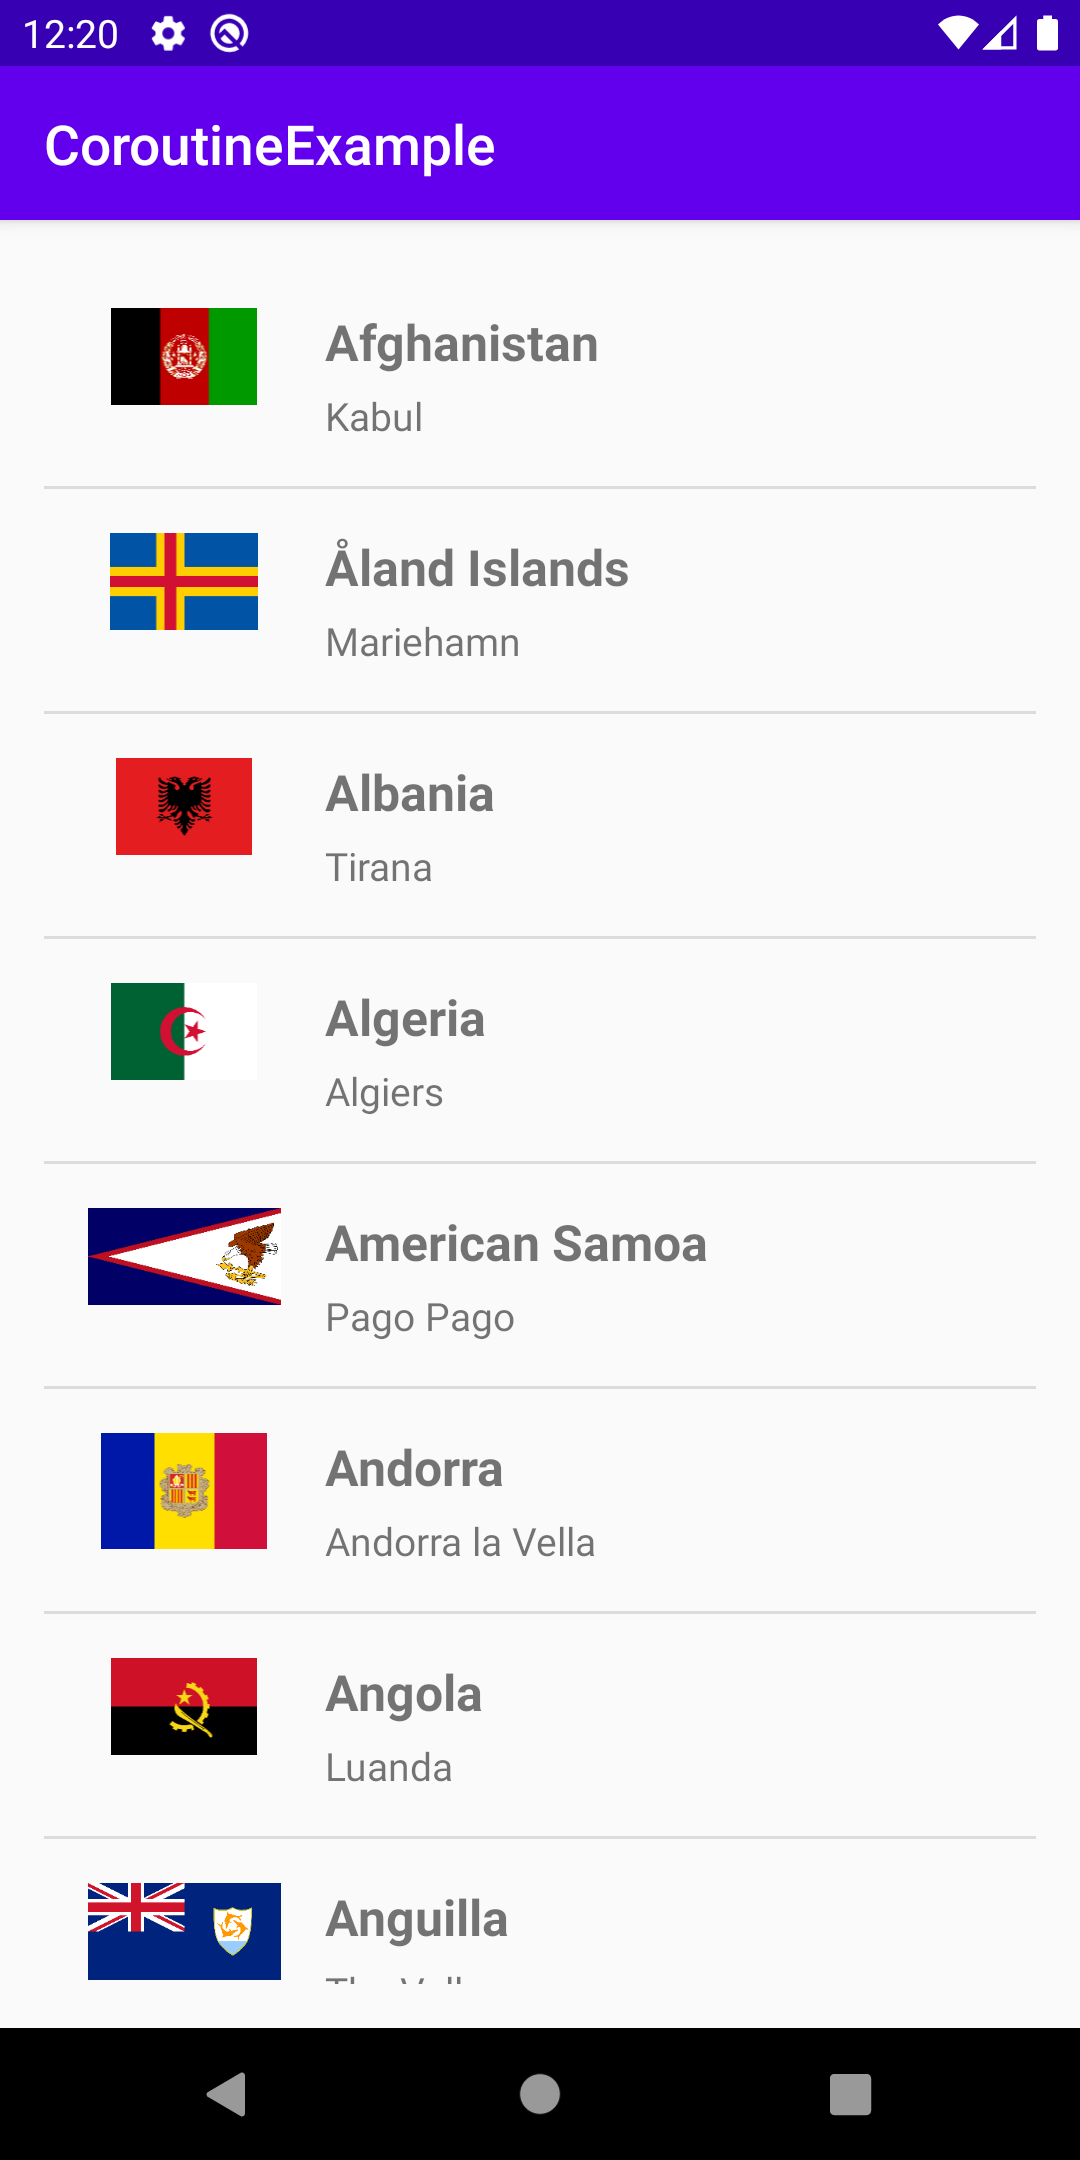 12:20
CoroutineExample
Afghanistan
Kabul
Åland Islands
Mariehamn
Albania
Tirana
Algeria
Algiers
American Samoa
Pago Pago
Andorra
Andorra la Vella
Angola
Luanda
Anguilla